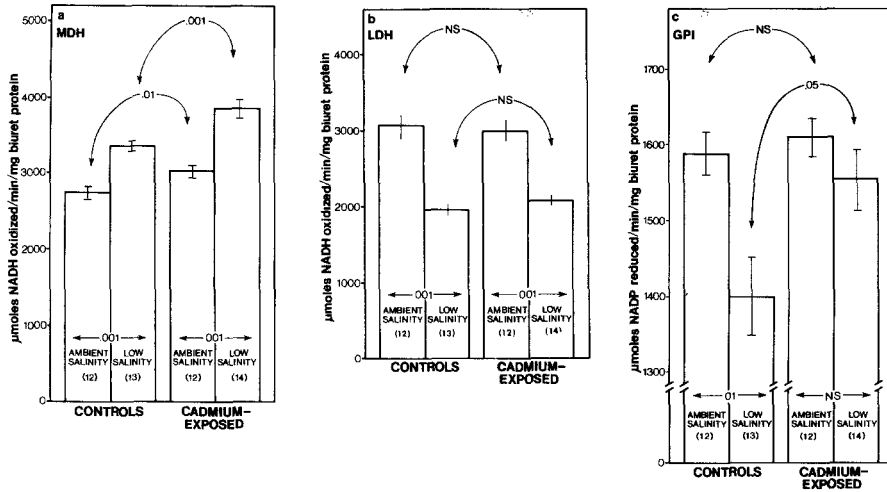 a
MDH
5000
4000
3000
2000
1000
0
µmoles NADH oxidized/min/mg biuret protein
.001
.01
.001
.001
AMBIENT SALINITY (12)
LOW SALINITY (13)
AMBIENT SALINITY (12)
LOW SALINITY (14)
CONTROLS
CADMIUM-
EXPOSED
b
LDH
4000
3000
2000
1000
0
µmoles NADH oxidized/min/mg biuret protein
NS
NS
.001
.001
AMBIENT SALINITY (12)
LOW SALINITY (13)
AMBIENT SALINITY (12)
LOW SALINITY (14)
CONTROLS
CADMIUM-
EXPOSED
c
GPI
1700
1600
1500
1400
1300
0
µmoles NADP reduced/min/mg biuret protein
NS
.05
01
NS
AMBIENT SALINITY (12)
LOW SALINITY (13)
AMBIENT SALINITY (12)
LOW SALINITY (14)
CONTROLS
CADMIUM-
EXPOSED